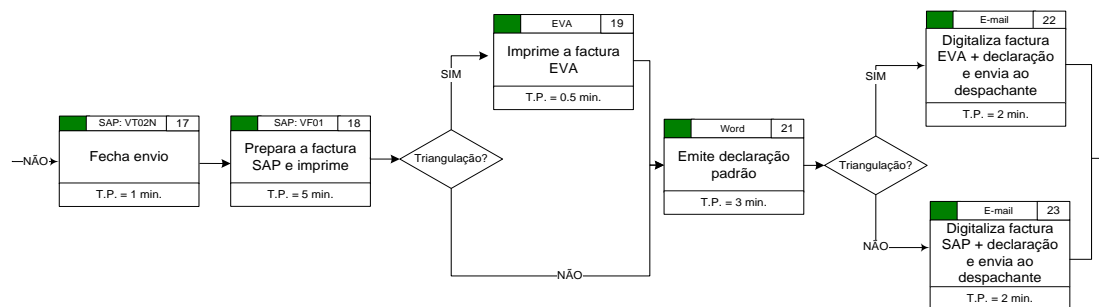 NÃO
SAP: VT02N 17
Fecha envio
T.P. = 1 min.
SAP: VF01 18
Prepara a factura
SAP e imprime
T.P. = 5 min.
Triangulação?
SIM
EVA 19
Imprime a factura
EVA
T.P. = 0.5 min.
NÃO
Word 21
Emite declaração
padrão
T.P. = 3 min.
Triangulação?
SIM
E-mail 22
Digitaliza factura
EVA + declaração
e envia ao
despachante
T.P. = 2 min.
NÃO
E-mail 23
Digitaliza factura
SAP + declaração
e envia ao
despachante
T.P. = 2 min.